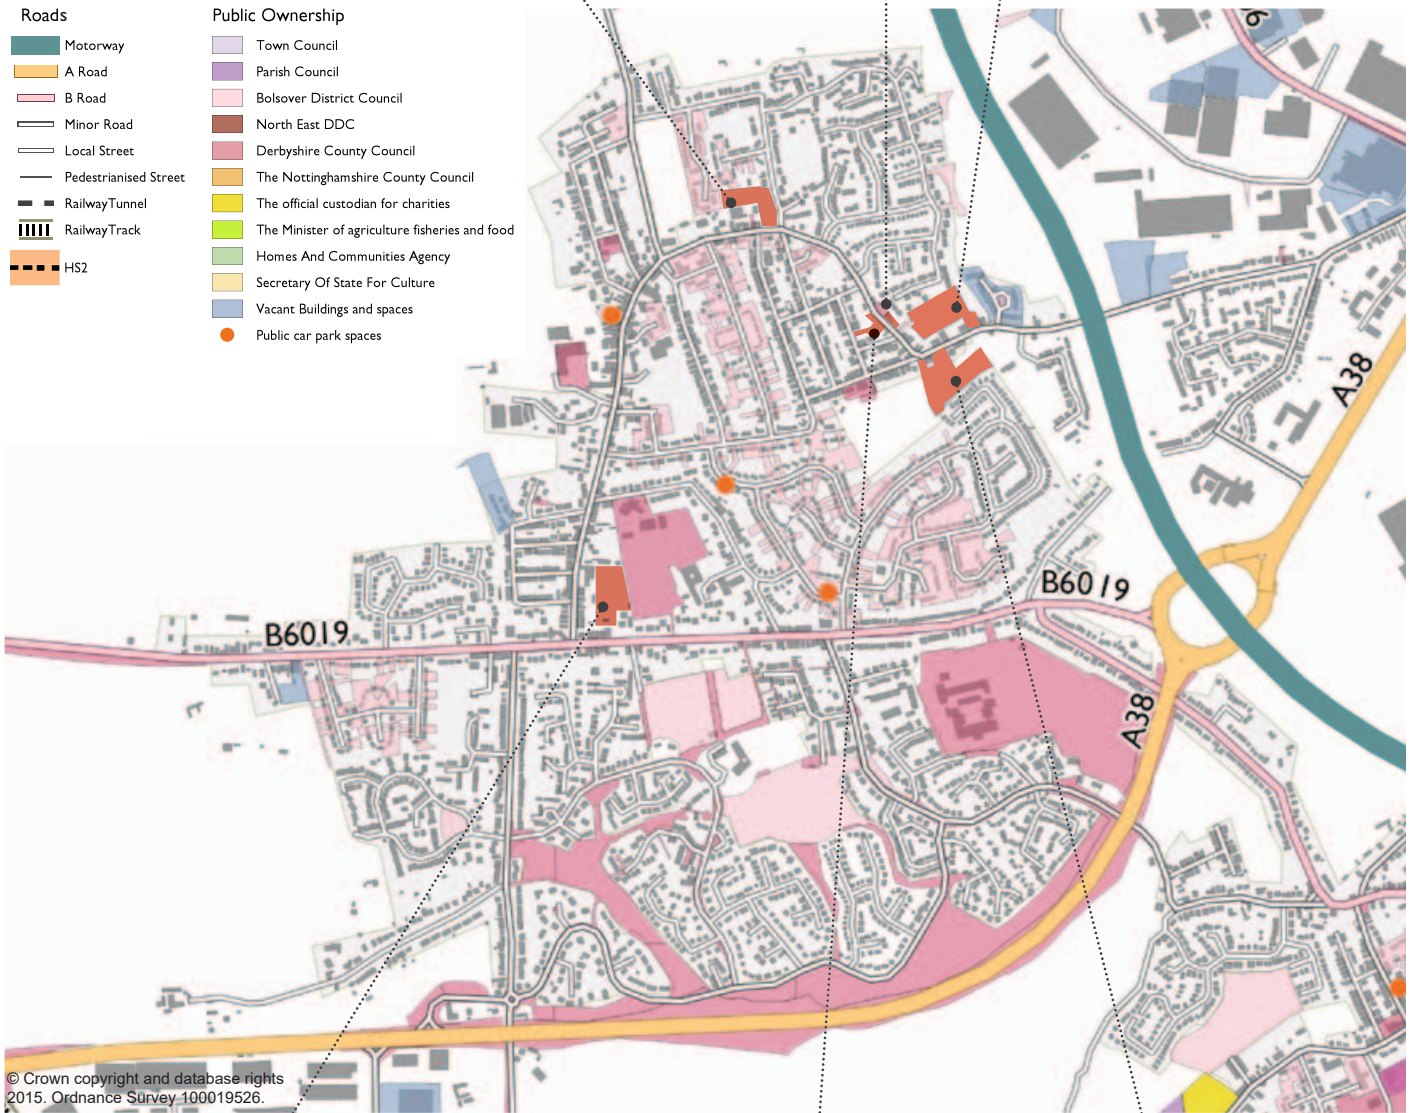 Roads
Motorway
A Road
B Road
Minor Road
Local Street
Pedestrianised Street
RailwayTunnel
RailwayTrack
HS2
Public Ownership
Town Council
Parish Council
Bolsover District Council
North East DDC
Derbyshire County Council
The Nottinghamshire County Council
The official custodian for charities
The Minister of agriculture fisheries and food
Homes And Communities Agency
Secretary Of State For Culture
Vacant Buildings and spaces
Public car park spaces
A38
B6019
B6019
A38
© Crown copyright and database rights
2015. Ordnance Survey 100019526.